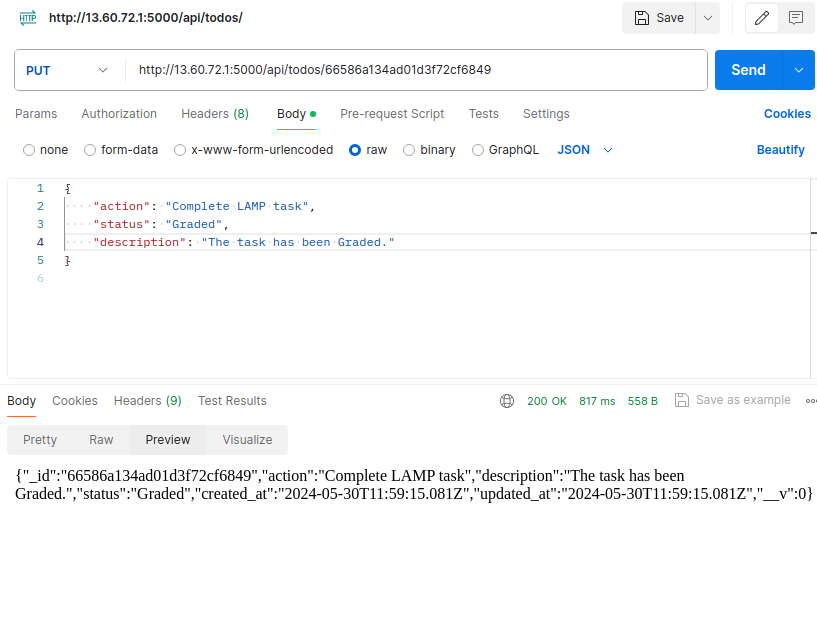 HTTP http://13.60.72.1:5000/api/todos/ Save
PUT http://13.60.72.1:5000/api/todos/66586a134ad01d3f72cf6849 Send
Params Authorization Headers (8) Body Pre-request Script Tests Settings Cookies
none form-data x-www-form-urlencoded raw binary GraphQL JSON Beautify
1 {
2 "action": "Complete LAMP task",
3 "status": "Graded",
4 "description": "The task has been Graded."
5 }
6
Body Cookies Headers (9) Test Results 200 OK 817 ms 558 B Save as example
Pretty Raw Preview Visualize
{"_id":"66586a134ad01d3f72cf6849","action":"Complete LAMP task","description":"The task has been
Graded.","status":"Graded","created_at":"2024-05-30T11:59:15.081Z","updated_at":"2024-05-30T11:59:15.081Z","__v":0}